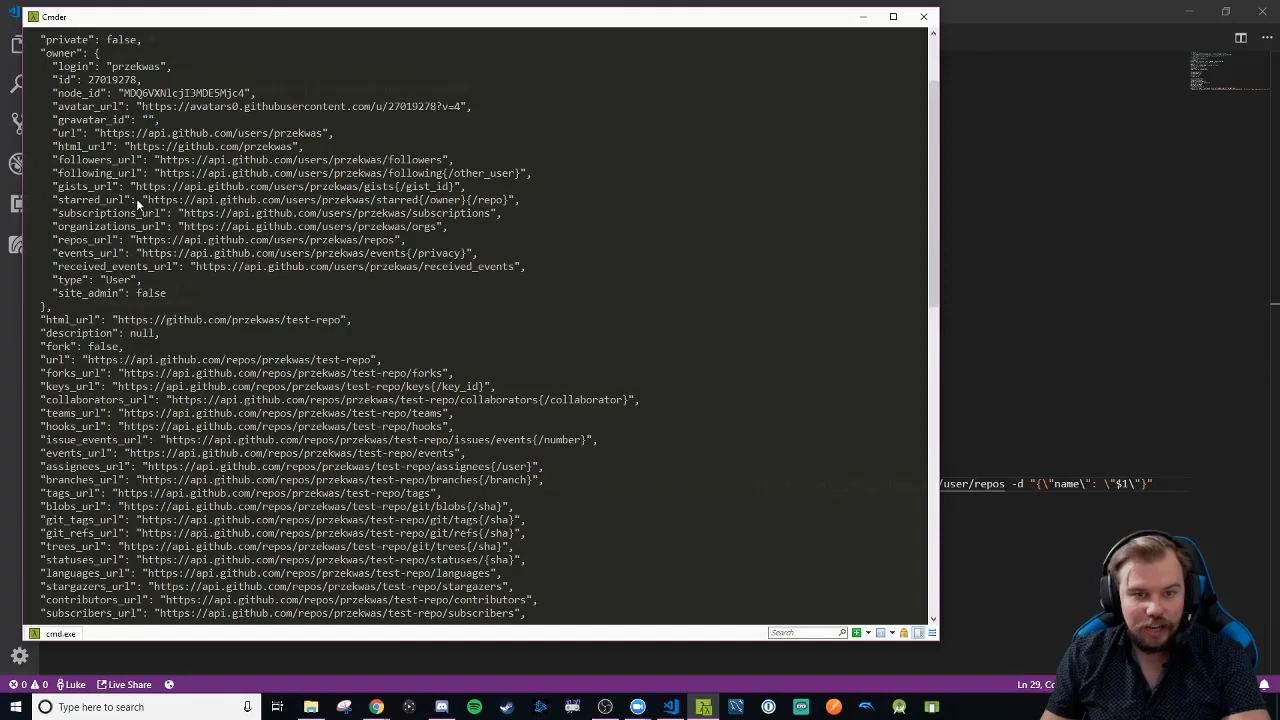 Cmder
"private": false,
"owner": {
"login": "przekwas",
"id": 27019278,
"node_id": "MDQ6VXNlcjI3MDE5Mjc4",
"avatar_url": "https://avatars0.githubusercontent.com/u/27019278?v=4",
"gravatar_id": "",
"url": "https://api.github.com/users/przekwas",
"html_url": "https://github.com/przekwas",
"followers_url": "https://api.github.com/users/przekwas/followers",
"following_url": "https://api.github.com/users/przekwas/following{/other_user}",
"gists_url": "https://api.github.com/users/przekwas/gists{/gist_id}",
"starred_url": "https://api.github.com/users/przekwas/starred{/owner}{/repo}",
"subscriptions_url": "https://api.github.com/users/przekwas/subscriptions",
"organizations_url": "https://api.github.com/users/przekwas/orgs",
"repos_url": "https://api.github.com/users/przekwas/repos",
"events_url": "https://api.github.com/users/przekwas/events{/privacy}",
"received_events_url": "https://api.github.com/users/przekwas/received_events",
"type": "User",
"site_admin": false
},
"html_url": "https://github.com/przekwas/test-repo",
"description": null,
"fork": false,
"url": "https://api.github.com/repos/przekwas/test-repo",
"forks_url": "https://api.github.com/repos/przekwas/test-repo/forks",
"keys_url": "https://api.github.com/repos/przekwas/test-repo/keys{/key_id}",
"collaborators_url": "https://api.github.com/repos/przekwas/test-repo/collaborators{/collaborator}",
"teams_url": "https://api.github.com/repos/przekwas/test-repo/teams",
"hooks_url": "https://api.github.com/repos/przekwas/test-repo/hooks",
"issue_events_url": "https://api.github.com/repos/przekwas/test-repo/issues/events{/number}",
"events_url": "https://api.github.com/repos/przekwas/test-repo/events",
"assignees_url": "https://api.github.com/repos/przekwas/test-repo/assignees{/user}",
"branches_url": "https://api.github.com/repos/przekwas/test-repo/branches{/branch}",
"tags_url": "https://api.github.com/repos/przekwas/test-repo/tags",
"blobs_url": "https://api.github.com/repos/przekwas/test-repo/git/blobs{/sha}",
/user/repos -d "{\"name\": \"$1\"}"
"git_tags_url": "https://api.github.com/repos/przekwas/test-repo/git/tags{/sha}",
"git_refs_url": "https://api.github.com/repos/przekwas/test-repo/git/refs{/sha}",
"trees_url": "https://api.github.com/repos/przekwas/test-repo/git/trees{/sha}",
"statuses_url": "https://api.github.com/repos/przekwas/test-repo/statuses/{sha}",
"languages_url": "https://api.github.com/repos/przekwas/test-repo/languages",
"stargazers_url": "https://api.github.com/repos/przekwas/test-repo/stargazers",
"contributors_url": "https://api.github.com/repos/przekwas/test-repo/contributors",
"subscribers_url": "https://api.github.com/repos/przekwas/test-repo/subscribers",
cmd.exe
Search
0 0 Luke Live Share
Ln 29, Co
Type here to search